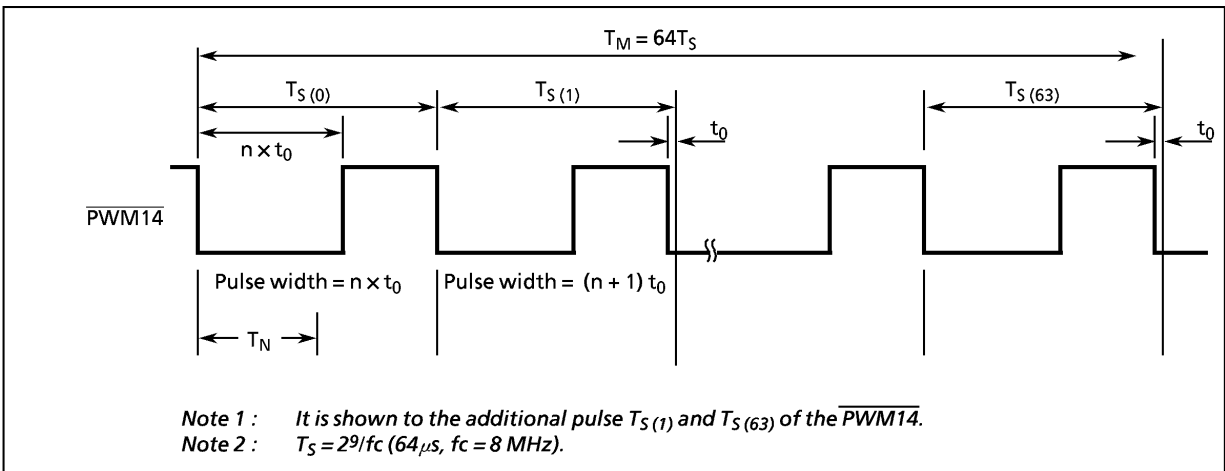 T_M = 64T_S
T_S (0) T_S (1) T_S (63)
n × t_0 t_0 t_0
PWM14
Pulse width = n × t_0 Pulse width = (n + 1) t_0
T_N
Note 1 : It is shown to the additional pulse T_S (1) and T_S (63) of the PWM14.
Note 2 : T_S = 2^9/fc (64μs, fc = 8 MHz).